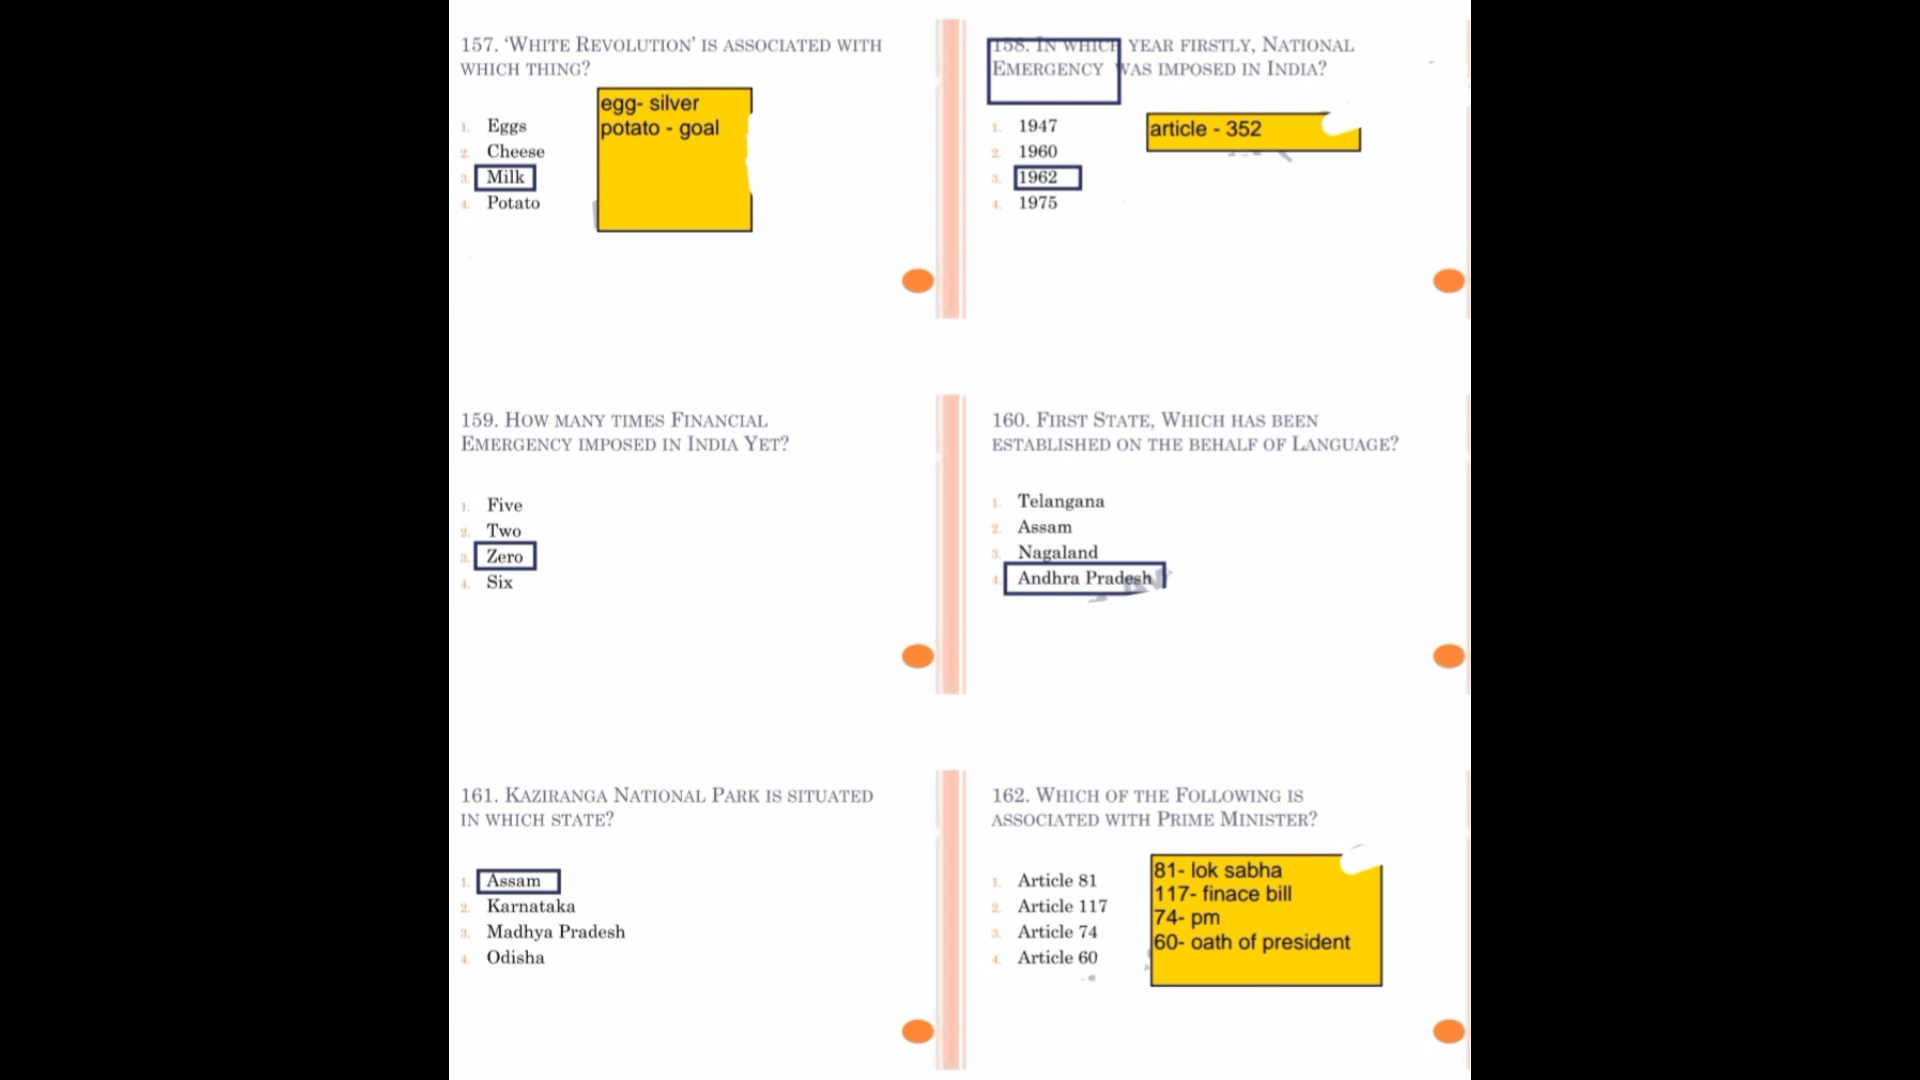 157. ‘WHITE REVOLUTION’ IS ASSOCIATED WITH
WHICH THING?
egg- silver
potato - goal
1. Eggs
2. Cheese
3. Milk
4. Potato
158. IN WHICH YEAR FIRSTLY, NATIONAL
EMERGENCY WAS IMPOSED IN INDIA?
article - 352
1. 1947
2. 1960
3. 1962
4. 1975
159. HOW MANY TIMES FINANCIAL
EMERGENCY IMPOSED IN INDIA YET?
1. Five
2. Two
3. Zero
4. Six
160. FIRST STATE, WHICH HAS BEEN
ESTABLISHED ON THE BEHALF OF LANGUAGE?
1. Telangana
2. Assam
3. Nagaland
4. Andhra Pradesh
161. KAZIRANGA NATIONAL PARK IS SITUATED
IN WHICH STATE?
1. Assam
2. Karnataka
3. Madhya Pradesh
4. Odisha
162. WHICH OF THE FOLLOWING IS
ASSOCIATED WITH PRIME MINISTER?
1. Article 81
2. Article 117
3. Article 74
4. Article 60
81- lok sabha
117- finace bill
74- pm
60- oath of president